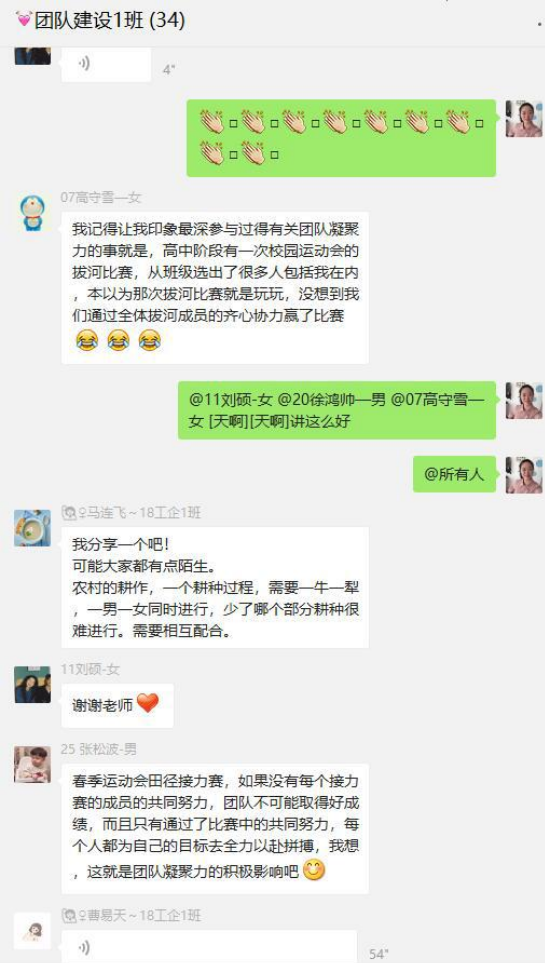 团队建设1班 (34)
4"
07高守雪—女
我记得让我印象最深参与过得有关团队凝聚
力的事就是，高中阶段有一次校园运动会的
拔河比赛，从班级选出了很多人包括我在内
，本以为那次拔河比赛就是玩玩，没想到我
们通过全体拔河成员的齐心协力赢了比赛
@11刘硕-女 @20徐鸿帅—男 @07高守雪—
女 [天啊][天啊]讲这么好
@所有人
♀马连飞～18工企1班
我分享一个吧！
可能大家都有点陌生。
农村的耕作，一个耕种过程，需要一牛一犁
，一男一女同时进行，少了哪个部分耕种很
难进行。需要相互配合。
11刘硕-女
谢谢老师
25 张松波-男
春季运动会田径接力赛，如果没有每个接力
赛的成员的共同努力，团队不可能取得好成
绩，而且只有通过了比赛中的共同努力，每
个人都为自己的目标去全力以赴拼搏，我想
，这就是团队凝聚力的积极影响吧
♀曹易天～18工企1班
54"